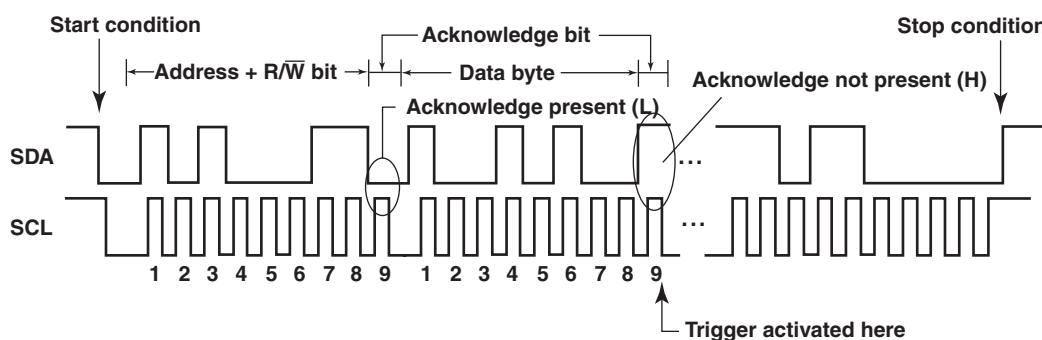 Start condition
Stop condition
Acknowledge bit
Address + R/W̅ bit
Data byte
Acknowledge not present (H)
Acknowledge present (L)
SDA
...
SCL
...
1 2 3 4 5 6 7 8 9 1 2 3 4 5 6 7 8 9
Trigger activated here